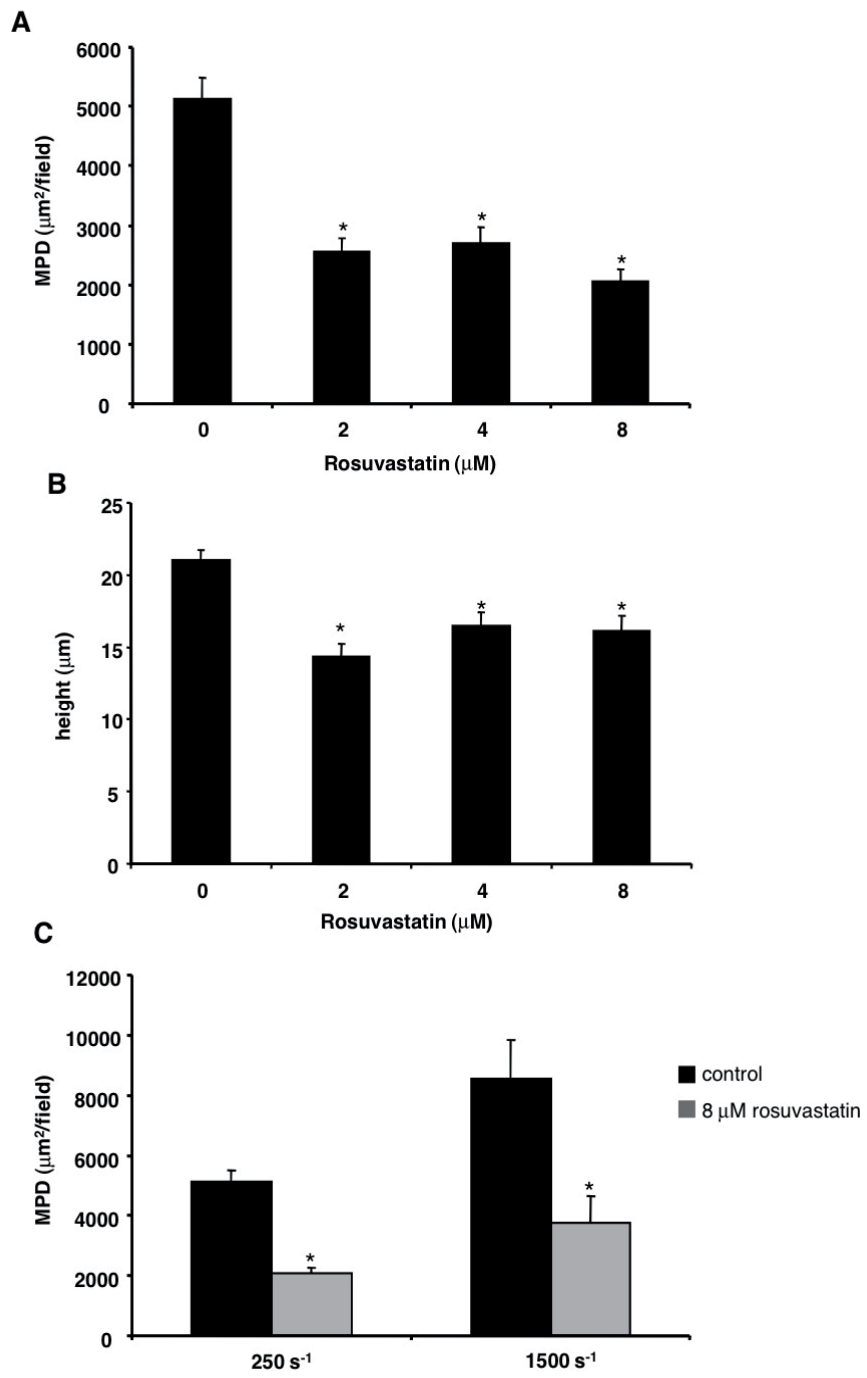 A
6000
5000
4000
3000
2000
1000
0
MPD (μm²/field)
*
*
*
0 2 4 8
Rosuvastatin (μM)
B
25
20
15
10
5
0
height (μm)
*
*
*
0 2 4 8
Rosuvastatin (μM)
C
12000
10000
8000
6000
4000
2000
0
MPD (μm²/field)
*
*
control
8 μM rosuvastatin
250 s⁻¹ 1500 s⁻¹